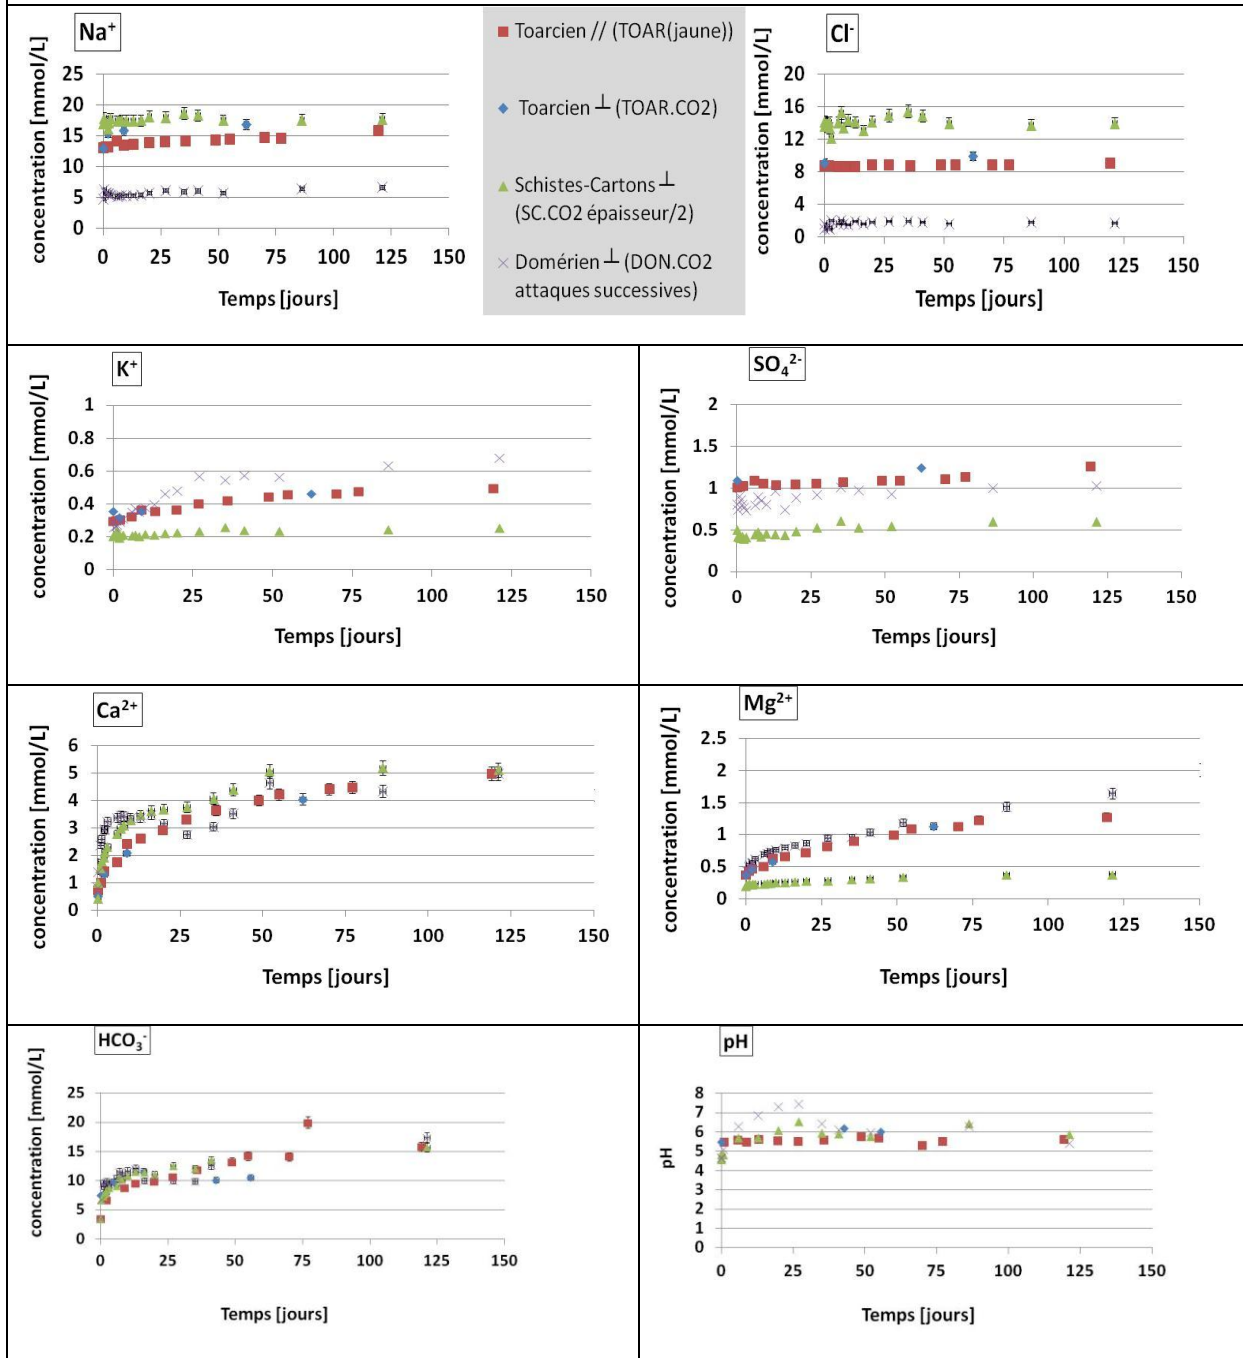 Na+
concentration [mmol/L]
25
20
15
10
5
0
0 25 50 75 100 125 150
Temps [jours]
Toarcien // (TOAR(jaune))
Toarcien ⊥ (TOAR.CO2)
Schistes-Cartons ⊥
(SC.CO2 épaisseur/2)
Domérien ⊥ (DON.CO2
attaques successives)
Cl-
concentration [mmol/L]
20
16
12
8
4
0
0 25 50 75 100 125 150
Temps [jours]
K+
concentration [mmol/L]
1
0.8
0.6
0.4
0.2
0
0 25 50 75 100 125 150
Temps [jours]
SO42-
concentration [mmol/L]
2
1.5
1
0.5
0
0 25 50 75 100 125 150
Temps [jours]
Ca2+
concentration [mmol/L]
6
5
4
3
2
1
0
0 25 50 75 100 125 150
Temps [jours]
Mg2+
concentration [mmol/L]
2.5
2
1.5
1
0.5
0
0 25 50 75 100 125 150
Temps [jours]
HCO3-
concentration [mmol/L]
25
20
15
10
5
0
0 25 50 75 100 125 150
Temps [jours]
pH
pH
8
7
6
5
4
3
2
1
0
0 25 50 75 100 125 150
Temps [jours]